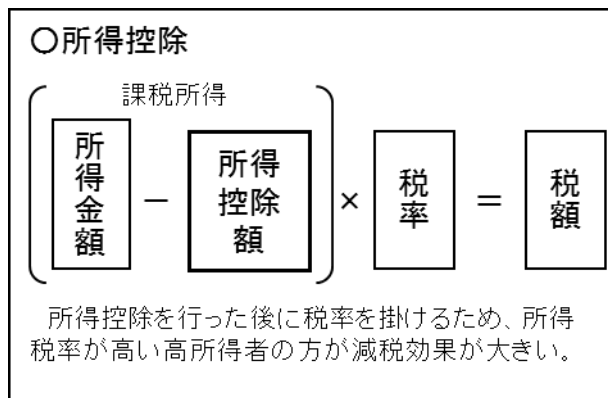 〇所得控除
課税所得
所得金額 － 所得控除額 × 税率 ＝ 税額
所得控除を行った後に税率を掛けるため、所得
税率が高い高所得者の方が減税効果が大きい。